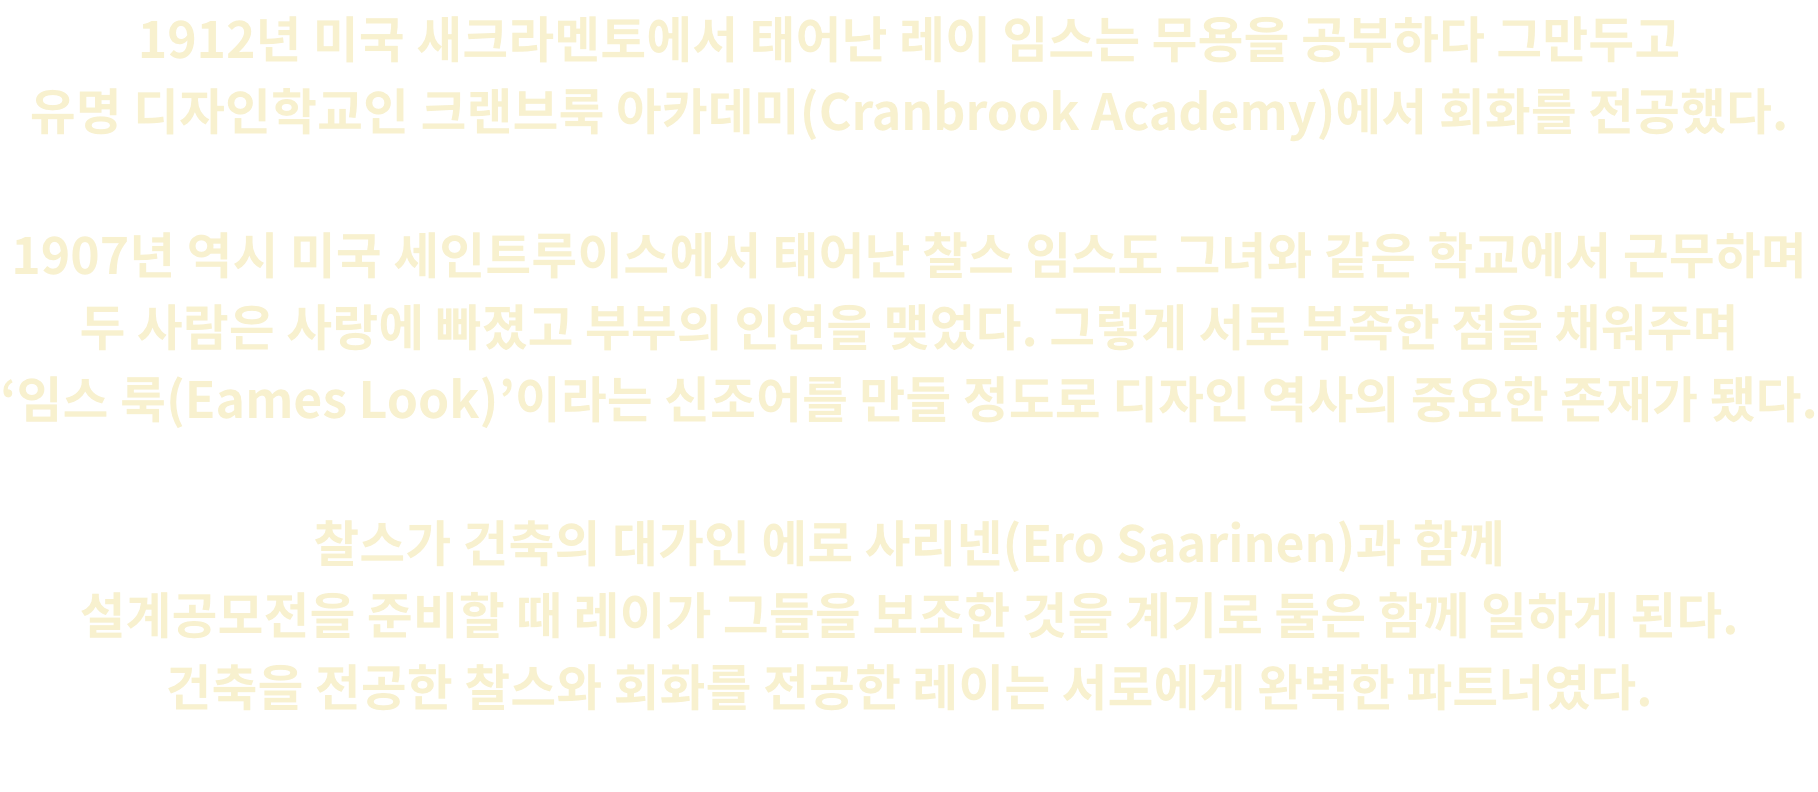 1912년 미국 새크라멘토에서 태어난 레이 임스는 무용을 공부하다 그만두고
유명 디자인학교인 크랜브룩 아카데미(Cranbrook Academy)에서 회화를 전공했다.
1907년 역시 미국 세인트루이스에서 태어난 찰스 임스도 그녀와 같은 학교에서 근무하며
두 사람은 사랑에 빠졌고 부부의 인연을 맺었다. 그렇게 서로 부족한 점을 채워주며
‘임스 룩(Eames Look)’이라는 신조어를 만들 정도로 디자인 역사의 중요한 존재가 됐다.
찰스가 건축의 대가인 에로 사리넨(Ero Saarinen)과 함께
설계공모전을 준비할 때 레이가 그들을 보조한 것을 계기로 둘은 함께 일하게 된다.
건축을 전공한 찰스와 회화를 전공한 레이는 서로에게 완벽한 파트너였다.